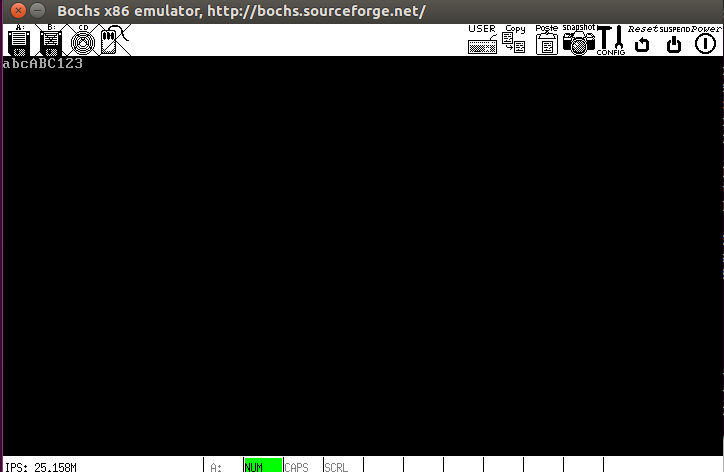 Bochs x86 emulator, http://bochs.sourceforge.net/
A: B: CD USER Copy Paste snapshot CONFIG Reset SUSPEND Power
abcABC123
IPS: 25.158M A: NUM CAPS SCRL